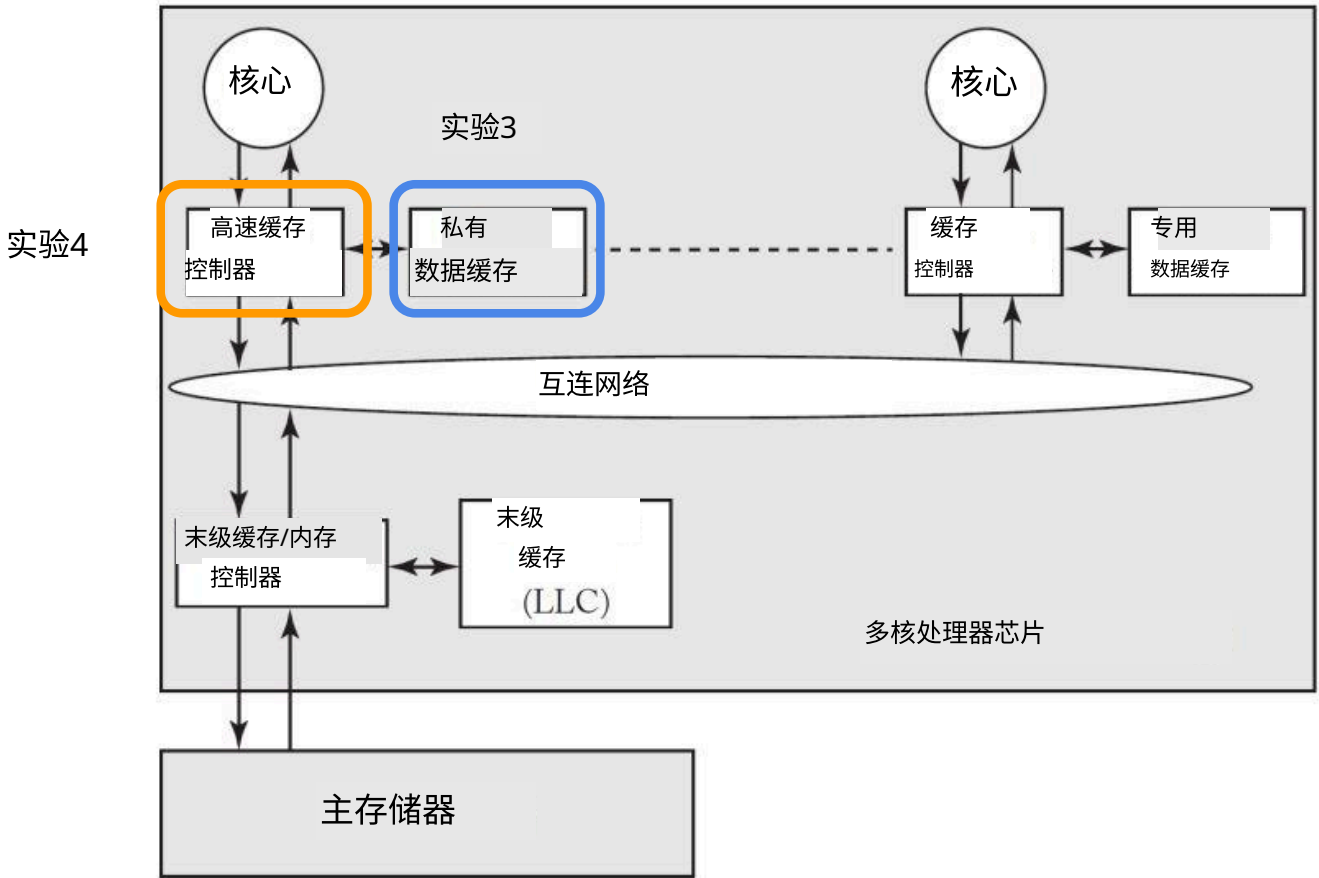 核心
核心
实验3
实验4
高速缓存
控制器
私有
数据缓存
缓存
控制器
专用
数据缓存
互连网络
末级缓存/内存
控制器
末级
缓存
(LLC)
多核处理器芯片
主存储器